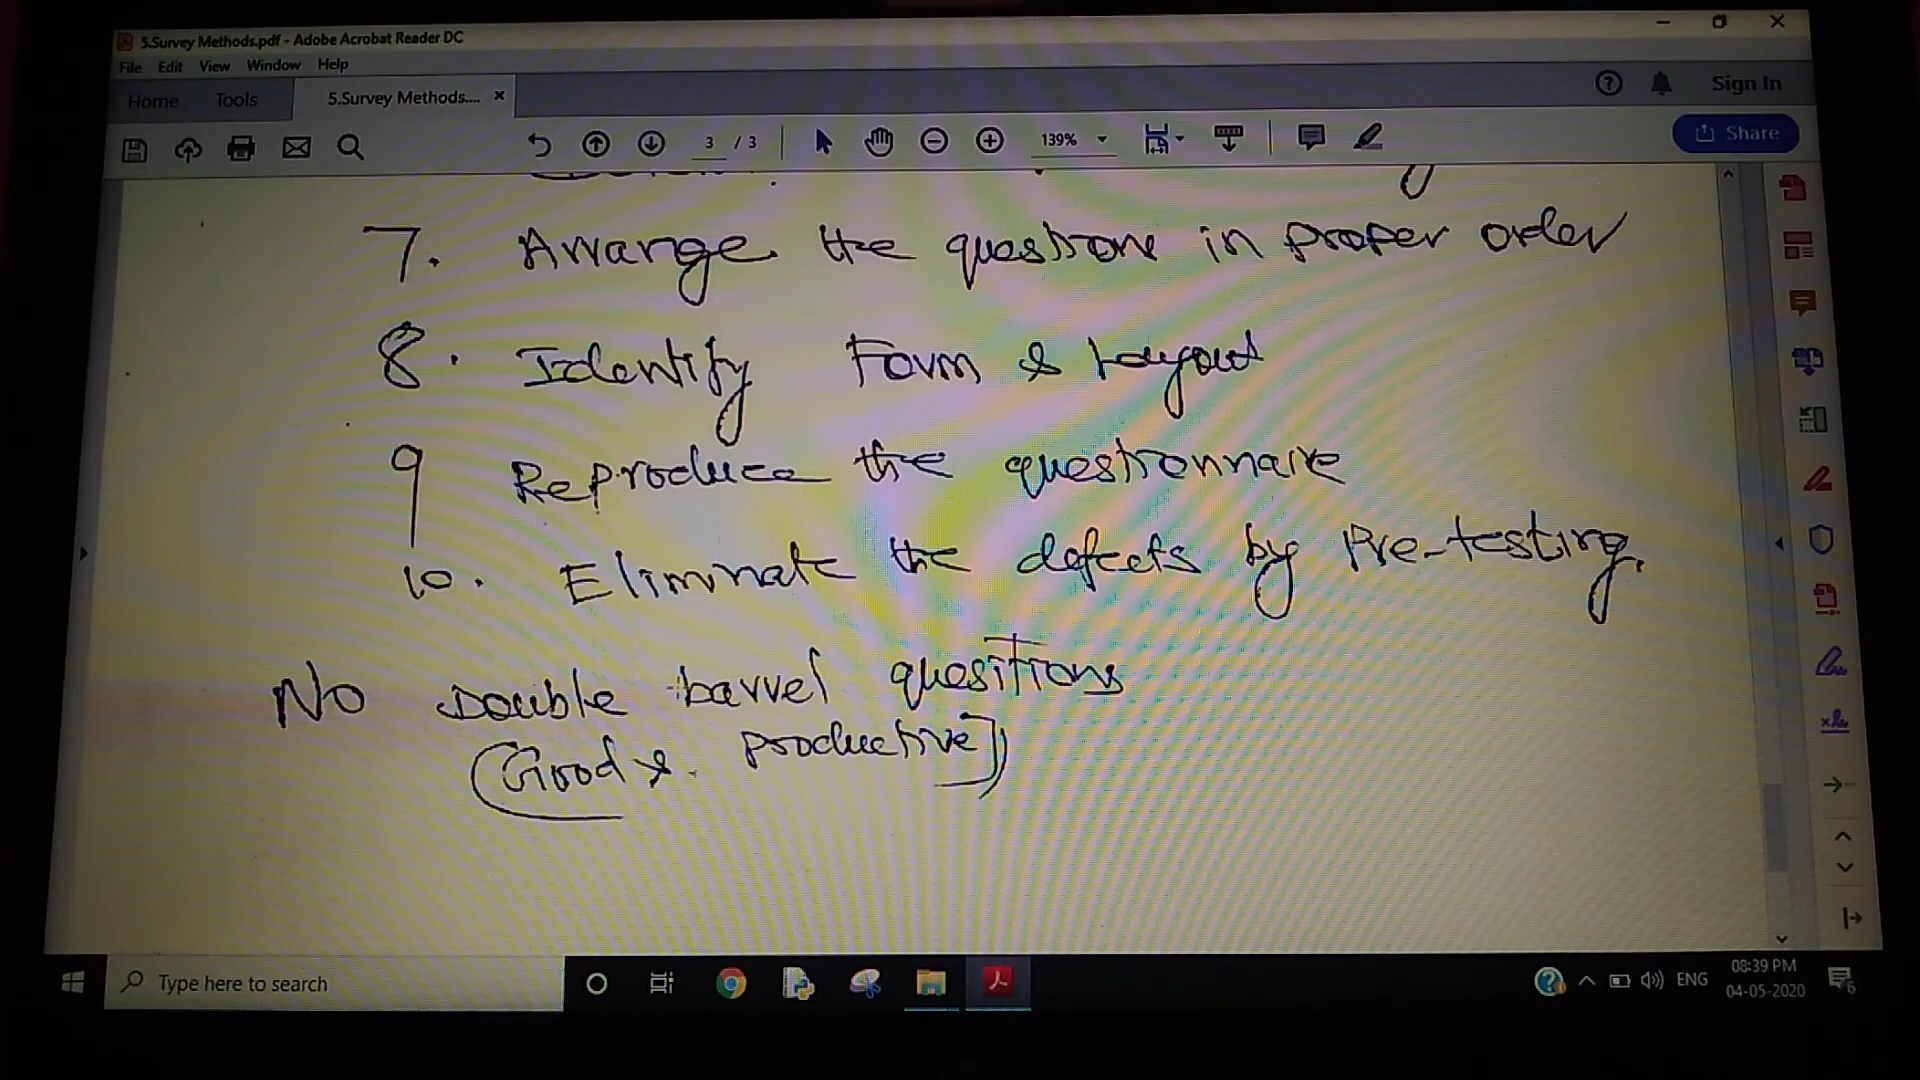 5.Survey Methods.pdf - Adobe Acrobat Reader DC
File Edit View Window Help
Home Tools 5.Survey Methods.... × Sign In
3 / 3 139% Share
7. Arrange the questions in proper order
8. Identify Form & Layout
9 Reproduce the questionnaire
10. Eliminate the defects by Pre-testing.
No Double barrel quesitions
(Good & productive)
Type here to search
ENG 08:39 PM
04-05-2020
6